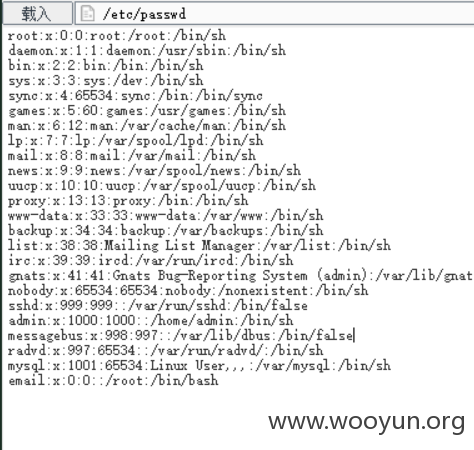 载入 /etc/passwd
root:x:0:0:root:/root:/bin/sh
daemon:x:1:1:daemon:/usr/sbin:/bin/sh
bin:x:2:2:bin:/bin:/bin/sh
sys:x:3:3:sys:/dev:/bin/sh
sync:x:4:65534:sync:/bin:/bin/sync
games:x:5:60:games:/usr/games:/bin/sh
man:x:6:12:man:/var/cache/man:/bin/sh
lp:x:7:7:lp:/var/spool/lpd:/bin/sh
mail:x:8:8:mail:/var/mail:/bin/sh
news:x:9:9:news:/var/spool/news:/bin/sh
uucp:x:10:10:uucp:/var/spool/uucp:/bin/sh
proxy:x:13:13:proxy:/bin:/bin/sh
www-data:x:33:33:www-data:/var/www:/bin/sh
backup:x:34:34:backup:/var/backups:/bin/sh
list:x:38:38:Mailing List Manager:/var/list:/bin/sh
irc:x:39:39:ircd:/var/run/ircd:/bin/sh
gnats:x:41:41:Gnats Bug-Reporting System (admin):/var/lib/gnat
nobody:x:65534:65534:nobody:/nonexistent:/bin/sh
sshd:x:999:999::/var/run/sshd:/bin/false
admin:x:1000:1000::/home/admin:/bin/sh
messagebus:x:998:997::/var/lib/dbus:/bin/false
radvd:x:997:65534::/var/run/radvd/:/bin/sh
mysql:x:1001:65534:Linux User,,,:/var/mysql:/bin/sh
email:x:0:0::/root:/bin/bash
www.wooyun.org